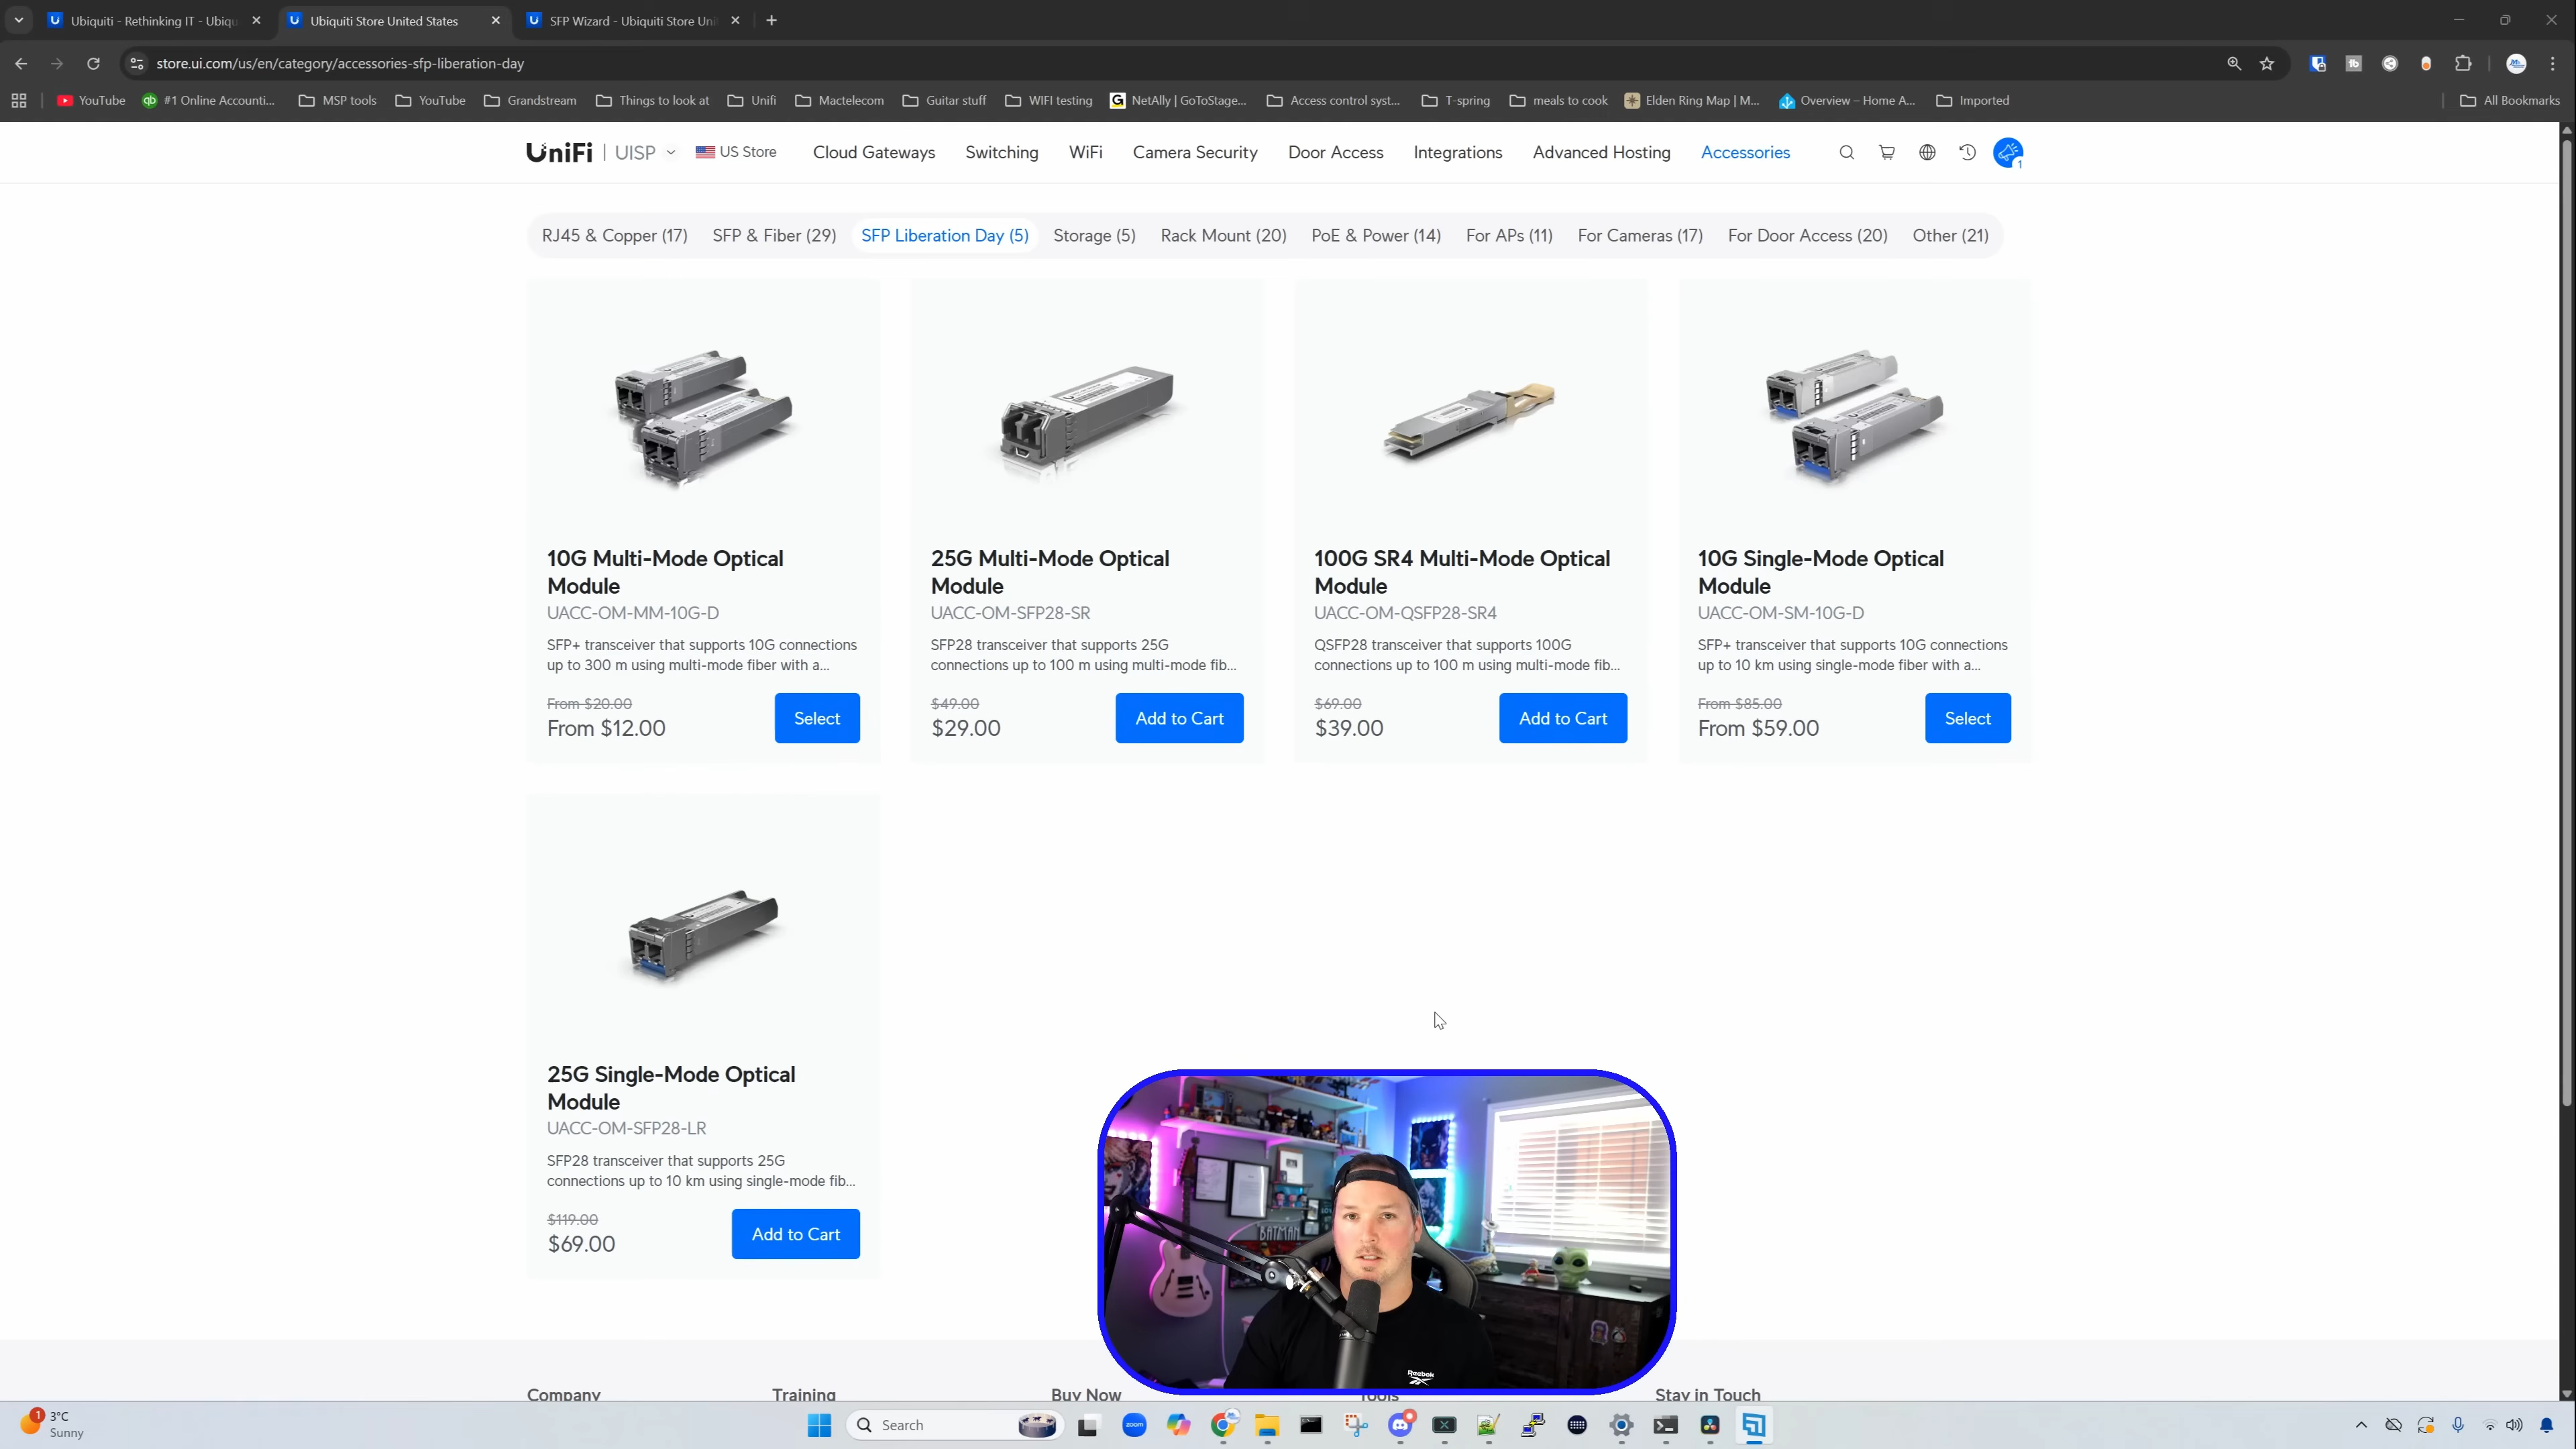 Ubiquiti - Rethinking IT - Ubiqu
Ubiquiti Store United States
SFP Wizard - Ubiquiti Store Uni
store.ui.com/us/en/category/accessories-sfp-liberation-day
YouTube
#1 Online Accounti...
MSP tools
YouTube
Grandstream
Things to look at
Unifi
Mactelecom
Guitar stuff
WIFI testing
NetAlly | GoToStage...
Access control syst...
T-spring
meals to cook
Elden Ring Map | M...
Overview – Home A...
Imported
All Bookmarks
UniFi | UISP
US Store
Cloud Gateways
Switching
WiFi
Camera Security
Door Access
Integrations
Advanced Hosting
Accessories
1
RJ45 & Copper (17)
SFP & Fiber (29)
SFP Liberation Day (5)
Storage (5)
Rack Mount (20)
PoE & Power (14)
For APs (11)
For Cameras (17)
For Door Access (20)
Other (21)
10G Multi-Mode Optical
Module
UACC-OM-MM-10G-D
SFP+ transceiver that supports 10G connections
up to 300 m using multi-mode fiber with a...
From $20.00
From $12.00
Select
25G Multi-Mode Optical
Module
UACC-OM-SFP28-SR
SFP28 transceiver that supports 25G
connections up to 100 m using multi-mode fib...
$49.00
$29.00
Add to Cart
100G SR4 Multi-Mode Optical
Module
UACC-OM-QSFP28-SR4
QSFP28 transceiver that supports 100G
connections up to 100 m using multi-mode fib...
$69.00
$39.00
Add to Cart
10G Single-Mode Optical
Module
UACC-OM-SM-10G-D
SFP+ transceiver that supports 10G connections
up to 10 km using single-mode fiber with a...
From $85.00
From $59.00
Select
25G Single-Mode Optical
Module
UACC-OM-SFP28-LR
SFP28 transceiver that supports 25G
connections up to 10 km using single-mode fib...
$119.00
$69.00
Add to Cart
BATMAN
Reebok
Company
Training
Buy Now
Tools
Stay in Touch
1
3°C
Sunny
Search
zoom